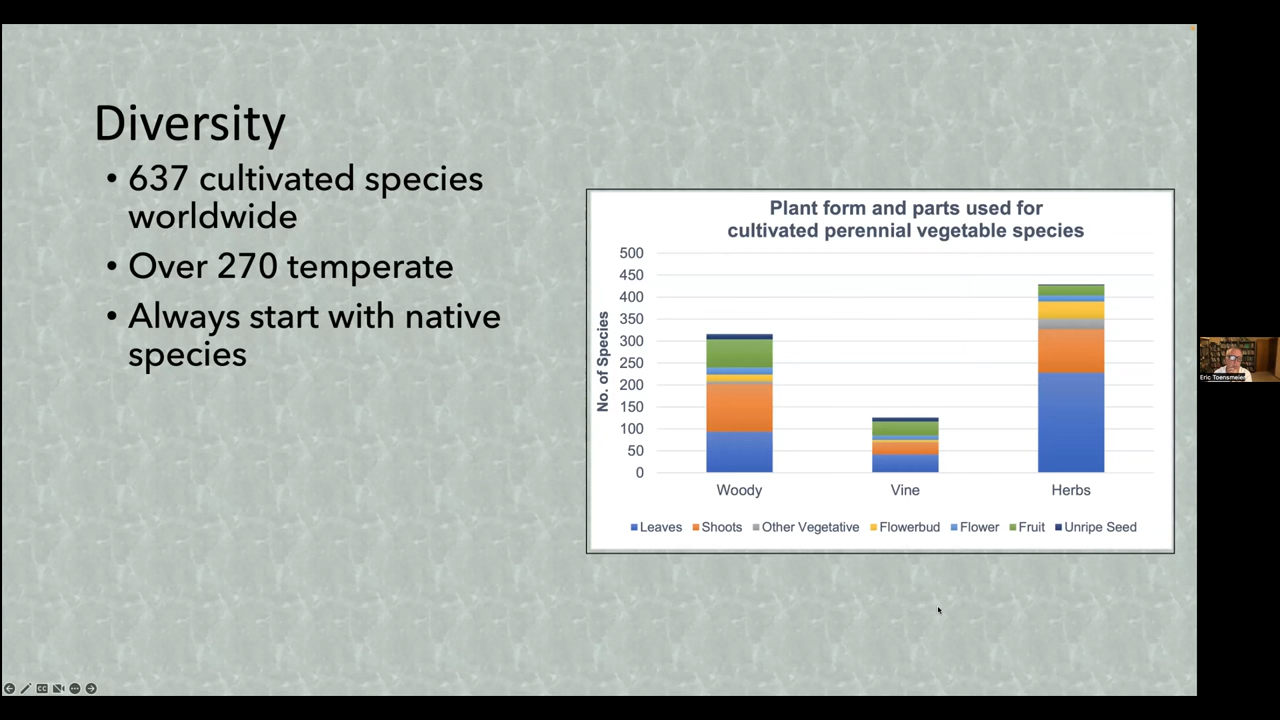 Diversity
• 637 cultivated species
worldwide
• Over 270 temperate
• Always start with native
species
Plant form and parts used for
cultivated perennial vegetable species
No. of Species
500
450
400
350
300
250
200
150
100
50
0
Woody Vine Herbs
Leaves Shoots Other Vegetative Flowerbud Flower Fruit Unripe Seed
Eric Toensmeier
CC